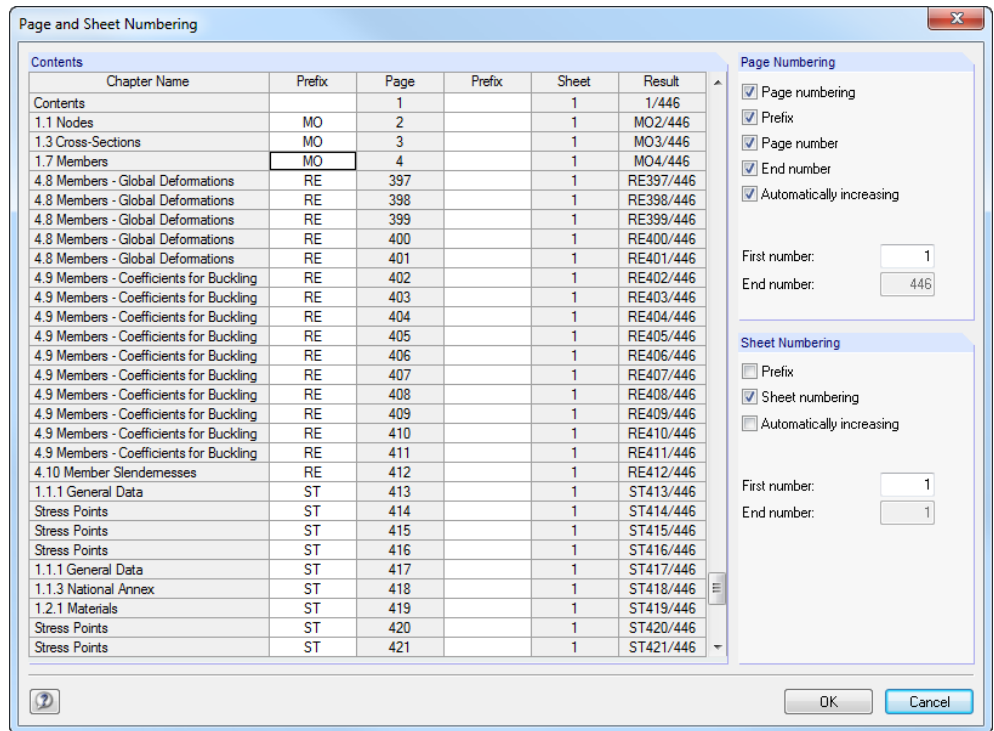 Page and Sheet Numbering
Contents
Chapter Name Prefix Page Prefix Sheet Result
Contents 1 1 1/446
1.1 Nodes MO 2 1 MO2/446
1.3 Cross-Sections MO 3 1 MO3/446
1.7 Members MO 4 1 MO4/446
4.8 Members - Global Deformations RE 397 1 RE397/446
4.8 Members - Global Deformations RE 398 1 RE398/446
4.8 Members - Global Deformations RE 399 1 RE399/446
4.8 Members - Global Deformations RE 400 1 RE400/446
4.8 Members - Global Deformations RE 401 1 RE401/446
4.9 Members - Coefficients for Buckling RE 402 1 RE402/446
4.9 Members - Coefficients for Buckling RE 403 1 RE403/446
4.9 Members - Coefficients for Buckling RE 404 1 RE404/446
4.9 Members - Coefficients for Buckling RE 405 1 RE405/446
4.9 Members - Coefficients for Buckling RE 406 1 RE406/446
4.9 Members - Coefficients for Buckling RE 407 1 RE407/446
4.9 Members - Coefficients for Buckling RE 408 1 RE408/446
4.9 Members - Coefficients for Buckling RE 409 1 RE409/446
4.9 Members - Coefficients for Buckling RE 410 1 RE410/446
4.9 Members - Coefficients for Buckling RE 411 1 RE411/446
4.10 Member Slendernesses RE 412 1 RE412/446
1.1.1 General Data ST 413 1 ST413/446
Stress Points ST 414 1 ST414/446
Stress Points ST 415 1 ST415/446
Stress Points ST 416 1 ST416/446
1.1.1 General Data ST 417 1 ST417/446
1.1.3 National Annex ST 418 1 ST418/446
1.2.1 Materials ST 419 1 ST419/446
Stress Points ST 420 1 ST420/446
Stress Points ST 421 1 ST421/446
Page Numbering
Page numbering
Prefix
Page number
End number
Automatically increasing
First number: 1
End number: 446
Sheet Numbering
Prefix
Sheet numbering
Automatically increasing
First number: 1
End number: 1
OK Cancel